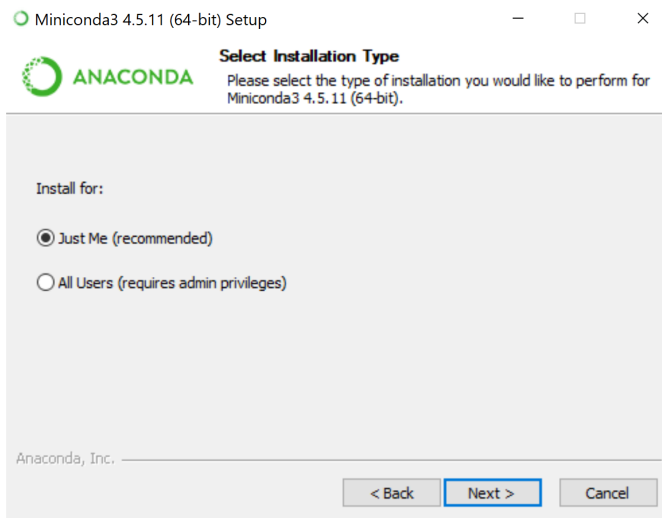 Miniconda3 4.5.11 (64-bit) Setup
ANACONDA
Select Installation Type
Please select the type of installation you would like to perform for
Miniconda3 4.5.11 (64-bit).
Install for:
Just Me (recommended)
All Users (requires admin privileges)
Anaconda, Inc.
< Back
Next >
Cancel